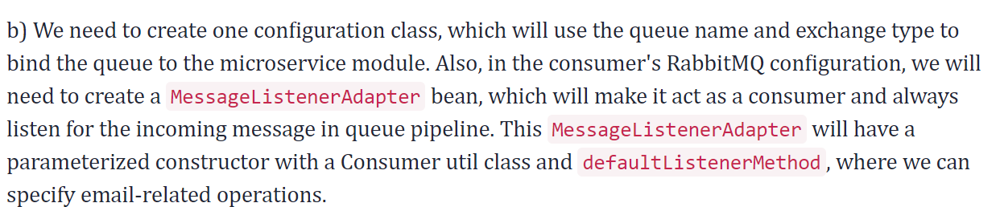 b) We need to create one configuration class, which will use the queue name and exchange type to
bind the queue to the microservice module. Also, in the consumer's RabbitMQ configuration, we will
need to create a MessageListenerAdapter bean, which will make it act as a consumer and always
listen for the incoming message in queue pipeline. This MessageListenerAdapter will have a
parameterized constructor with a Consumer util class and defaultListenerMethod, where we can
specify email-related operations.